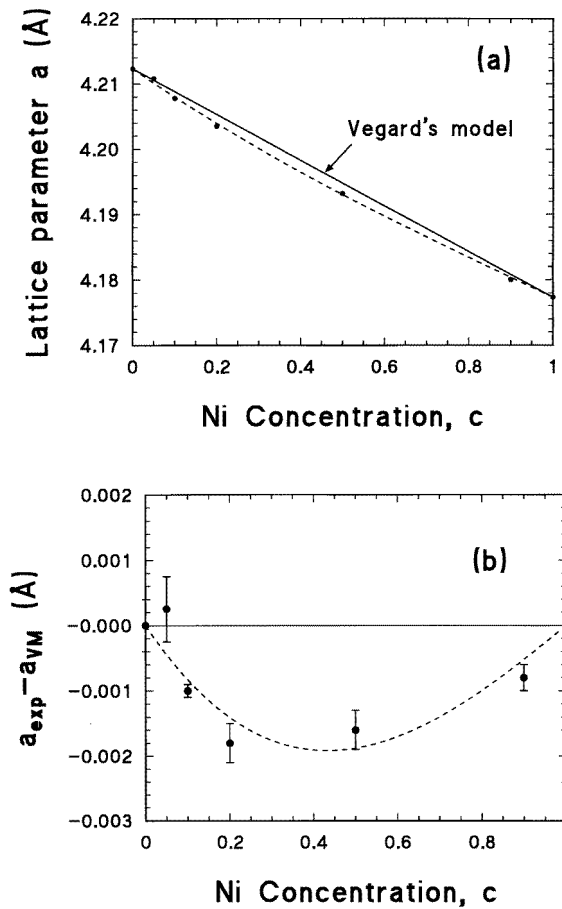 4.22
4.21
4.20
4.19
4.18
4.17
Lattice parameter a (Å)
(a)
Vegard's model
0 0.2 0.4 0.6 0.8 1
Ni Concentration, c
0.002
0.001
-0.000
-0.001
-0.002
-0.003
a_exp-a_VM (Å)
(b)
0 0.2 0.4 0.6 0.8
Ni Concentration, c